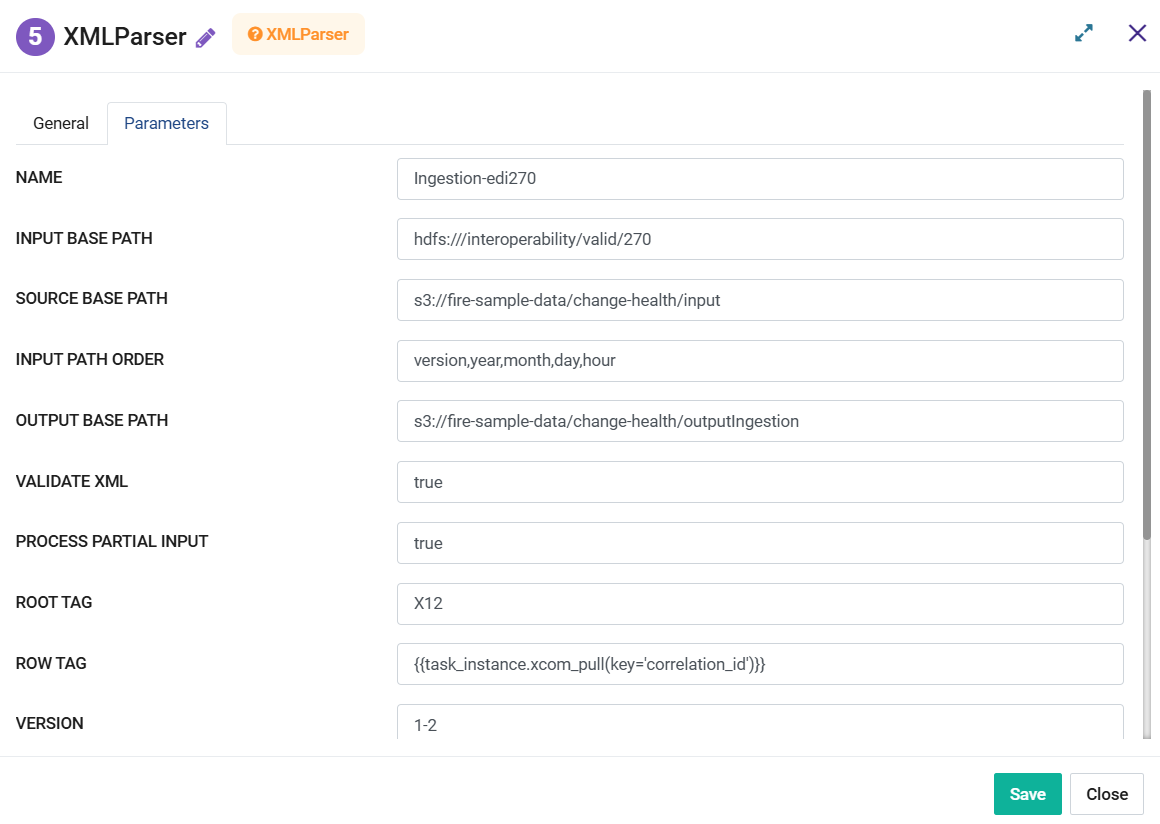 5 XMLParser XMLParser
General Parameters
NAME Ingestion-edi270
INPUT BASE PATH hdfs:///interoperability/valid/270
SOURCE BASE PATH s3://fire-sample-data/change-health/input
INPUT PATH ORDER version,year,month,day,hour
OUTPUT BASE PATH s3://fire-sample-data/change-health/outputIngestion
VALIDATE XML true
PROCESS PARTIAL INPUT true
ROOT TAG X12
ROW TAG {{task_instance.xcom_pull(key='correlation_id')}}
VERSION 1-2
Save Close